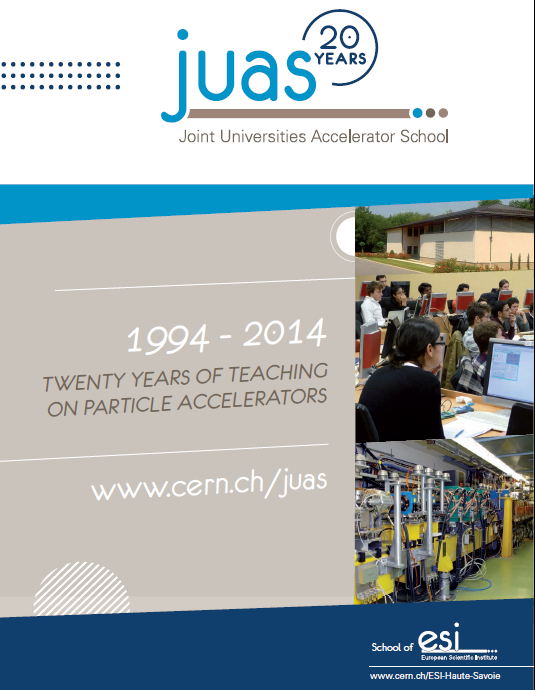 juas
20
YEARS
Joint Universities Accelerator School
1994 - 2014
TWENTY YEARS OF TEACHING
ON PARTICLE ACCELERATORS
www.cern.ch/juas
School of esi
European Scientific Institute
www.cern.ch/ESI-Haute-Savoie